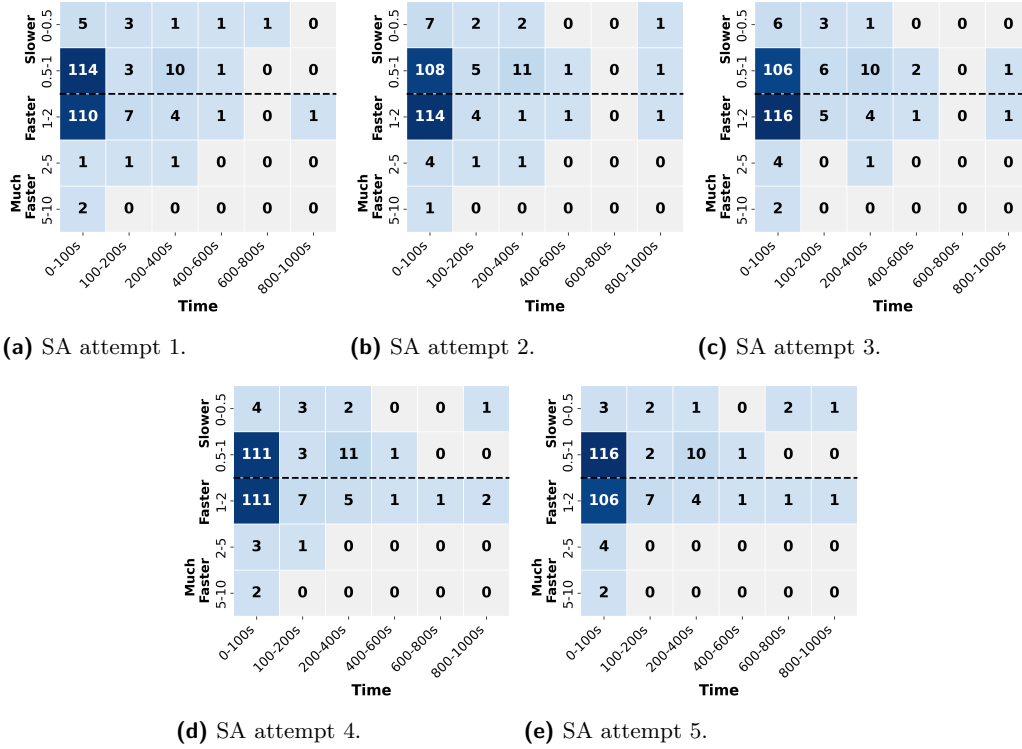 Slower 0-0.5 5 3 1 1 1 0
0.5-1 114 3 10 1 0 0
Faster 1-2 110 7 4 1 0 1
Much Faster 2-5 1 1 1 0 0 0
5-10 2 0 0 0 0 0
0-100s 100-200s 200-400s 400-600s 600-800s 800-1000s
Time
(a) SA attempt 1.
0-0.5 7 2 2 0 0 1
Slower 0.5-1 108 5 11 1 0 1
Faster 1-2 114 4 1 1 0 1
Much Faster 2-5 4 1 1 0 0 0
5-10 1 0 0 0 0 0
0-100s 100-200s 200-400s 400-600s 600-800s 800-1000s
Time
(b) SA attempt 2.
Slower 0-0.5 6 3 1 0 0 0
0.5-1 106 6 10 2 0 1
Faster 1-2 116 5 4 1 0 1
Much Faster 2-5 4 0 1 0 0 0
5-10 2 0 0 0 0 0
0-100s 100-200s 200-400s 400-600s 600-800s 800-1000s
Time
(c) SA attempt 3.
Slower 0-0.5 4 3 2 0 0 1
0.5-1 111 3 11 1 0 0
Faster 1-2 111 7 5 1 1 2
Much Faster 2-5 3 1 0 0 0 0
5-10 2 0 0 0 0 0
0-100s 100-200s 200-400s 400-600s 600-800s 800-1000s
Time
(d) SA attempt 4.
Slower 0-0.5 3 2 1 0 2 1
0.5-1 116 2 10 1 0 0
Faster 1-2 106 7 4 1 1 1
Much Faster 2-5 4 0 0 0 0 0
5-10 2 0 0 0 0 0
0-100s 100-200s 200-400s 400-600s 600-800s 800-1000s
Time
(e) SA attempt 5.